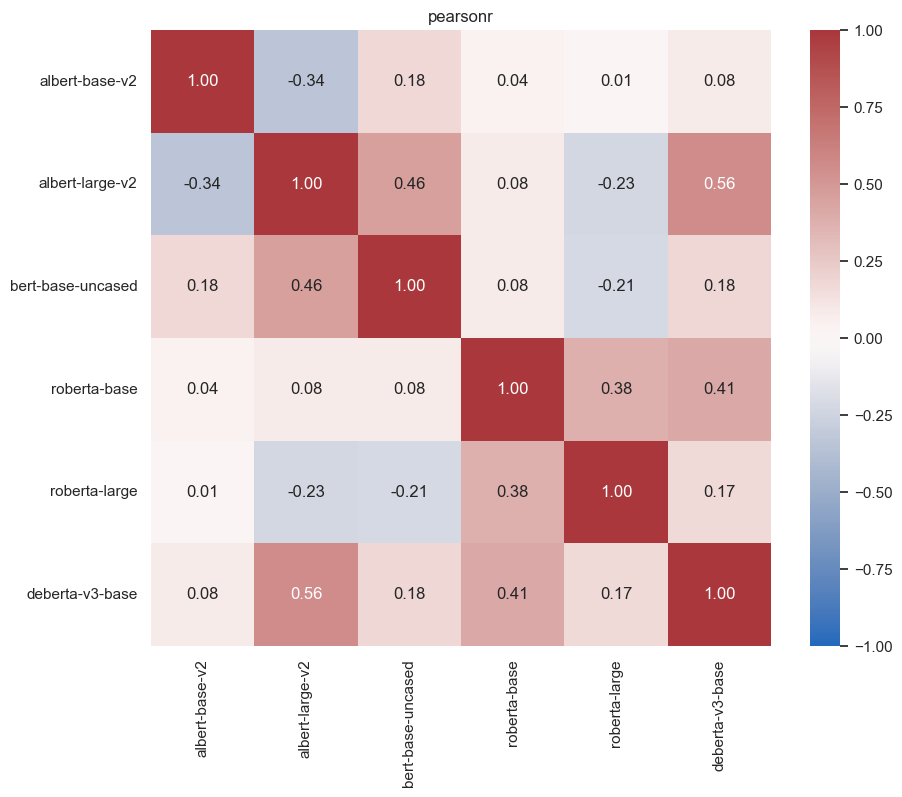 pearsonr
albert-base-v2 1.00 -0.34 0.18 0.04 0.01 0.08
albert-large-v2 -0.34 1.00 0.46 0.08 -0.23 0.56
bert-base-uncased 0.18 0.46 1.00 0.08 -0.21 0.18
roberta-base 0.04 0.08 0.08 1.00 0.38 0.41
roberta-large 0.01 -0.23 -0.21 0.38 1.00 0.17
deberta-v3-base 0.08 0.56 0.18 0.41 0.17 1.00
albert-base-v2
albert-large-v2
bert-base-uncased
roberta-base
roberta-large
deberta-v3-base
1.00
0.75
0.50
0.25
0.00
−0.25
−0.50
−0.75
−1.00